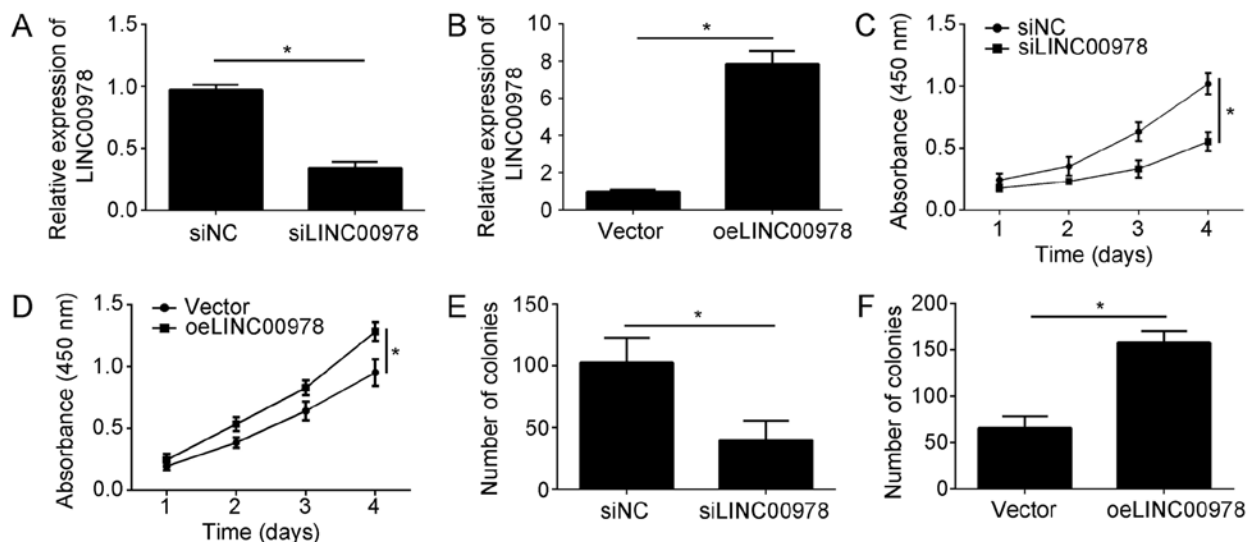 A
Relative expression of
LINC00978
1.5
1.0
0.5
0.0
*
siNC
siLINC00978
B
Relative expression of
LINC00978
10
8
6
4
2
0
*
Vector
oeLINC00978
C
siNC
siLINC00978
Absorbance (450 nm)
1.5
1.0
0.5
0.0
*
1 2 3 4
Time (days)
D
Vector
oeLINC00978
Absorbance (450 nm)
1.5
1.0
0.5
0.0
*
1 2 3 4
Time (days)
E
Number of colonies
150
100
50
0
*
siNC
siLINC00978
F
Number of colonies
200
150
100
50
0
*
Vector
oeLINC00978